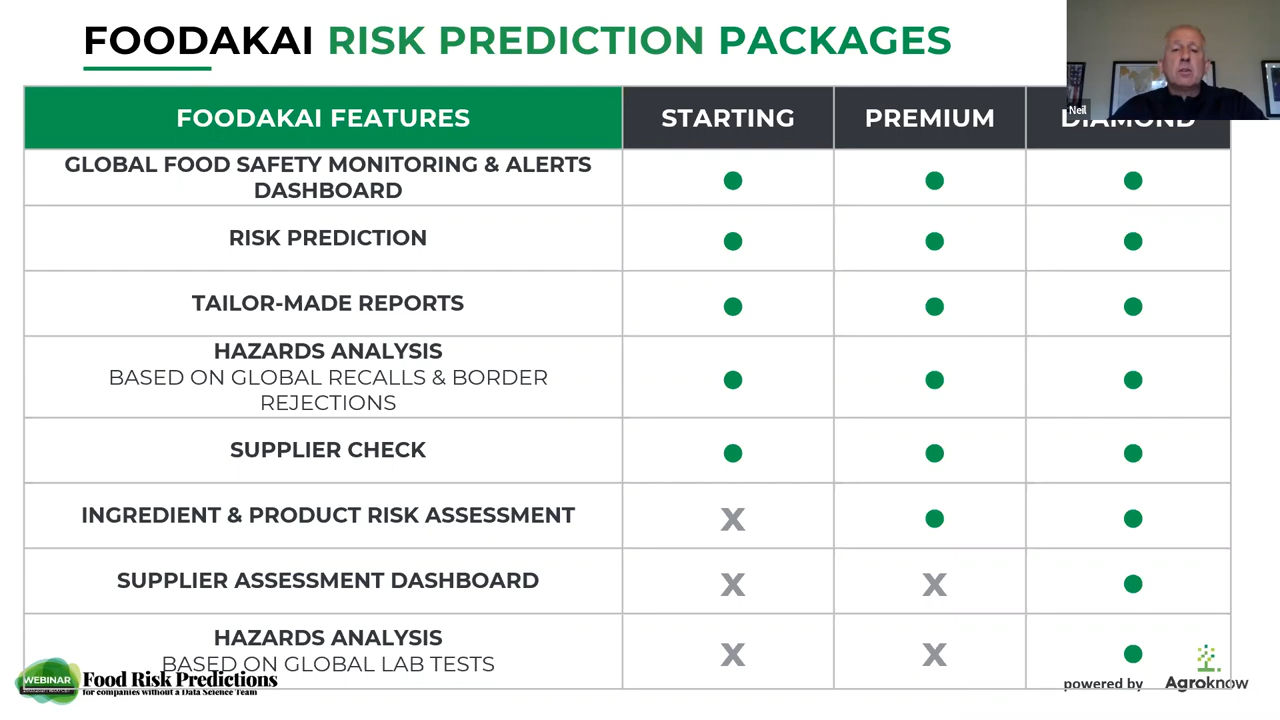 FOODAKAI RISK PREDICTION PACKAGES
Neil
FOODAKAI FEATURES STARTING PREMIUM DIAMOND
GLOBAL FOOD SAFETY MONITORING & ALERTS
DASHBOARD
RISK PREDICTION
TAILOR-MADE REPORTS
HAZARDS ANALYSIS
BASED ON GLOBAL RECALLS & BORDER
REJECTIONS
SUPPLIER CHECK
INGREDIENT & PRODUCT RISK ASSESSMENT X
SUPPLIER ASSESSMENT DASHBOARD X X
HAZARDS ANALYSIS
BASED ON GLOBAL LAB TESTS X X
WEBINAR
Food Risk Predictions
for companies without a Data Science Team
powered by Agroknow